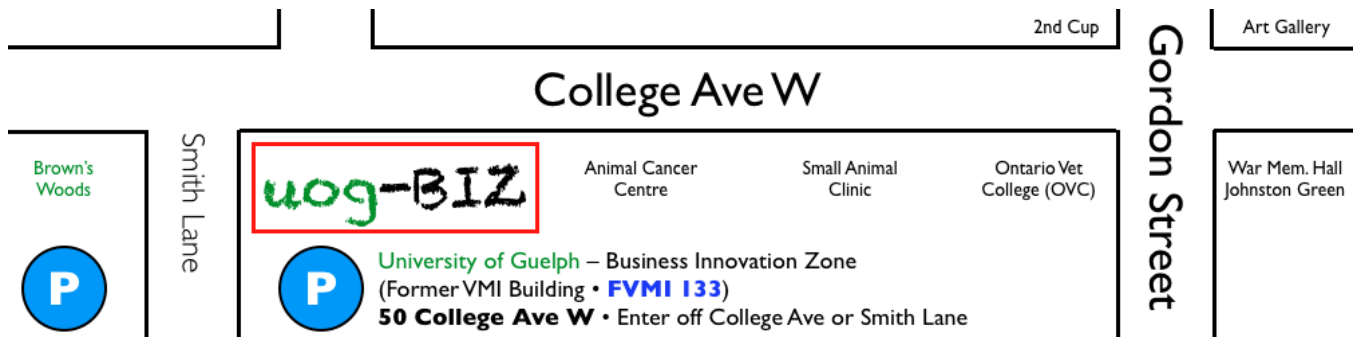 2nd Cup
Art Gallery
College Ave W
Gordon Street
Brown's
Woods
Smith Lane
uog-BIZ
Animal Cancer
Centre
Small Animal
Clinic
Ontario Vet
College (OVC)
War Mem. Hall
Johnston Green
P
P
University of Guelph – Business Innovation Zone
(Former VMI Building • FVMI 133)
50 College Ave W • Enter off College Ave or Smith Lane